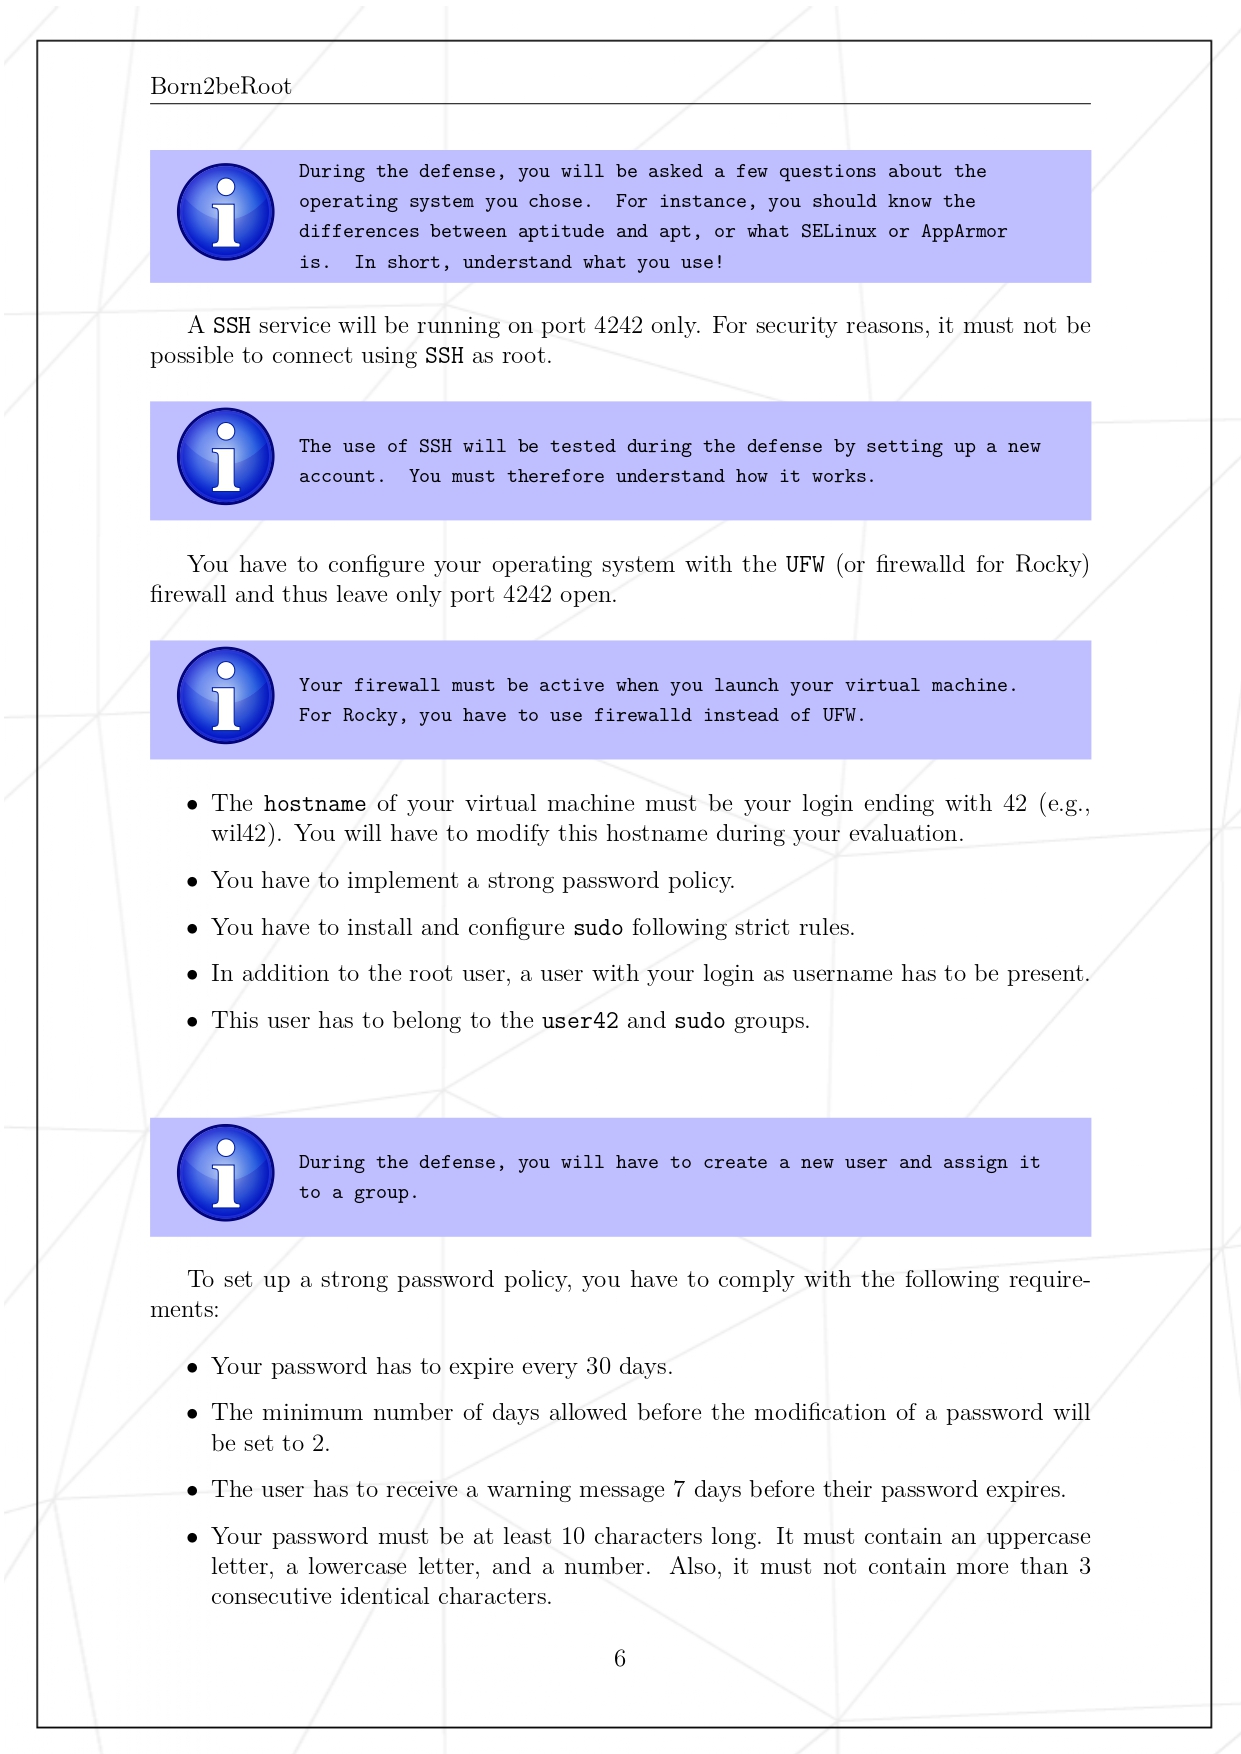 Born2beRoot
During the defense, you will be asked a few questions about the
operating system you chose. For instance, you should know the
differences between aptitude and apt, or what SELinux or AppArmor
is. In short, understand what you use!
A SSH service will be running on port 4242 only. For security reasons, it must not be
possible to connect using SSH as root.
The use of SSH will be tested during the defense by setting up a new
account. You must therefore understand how it works.
You have to configure your operating system with the UFW (or firewalld for Rocky)
firewall and thus leave only port 4242 open.
Your firewall must be active when you launch your virtual machine.
For Rocky, you have to use firewalld instead of UFW.
• The hostname of your virtual machine must be your login ending with 42 (e.g.,
wil42). You will have to modify this hostname during your evaluation.
• You have to implement a strong password policy.
• You have to install and configure sudo following strict rules.
• In addition to the root user, a user with your login as username has to be present.
• This user has to belong to the user42 and sudo groups.
During the defense, you will have to create a new user and assign it
to a group.
To set up a strong password policy, you have to comply with the following require-
ments:
• Your password has to expire every 30 days.
• The minimum number of days allowed before the modification of a password will
be set to 2.
• The user has to receive a warning message 7 days before their password expires.
• Your password must be at least 10 characters long. It must contain an uppercase
letter, a lowercase letter, and a number. Also, it must not contain more than 3
consecutive identical characters.
6